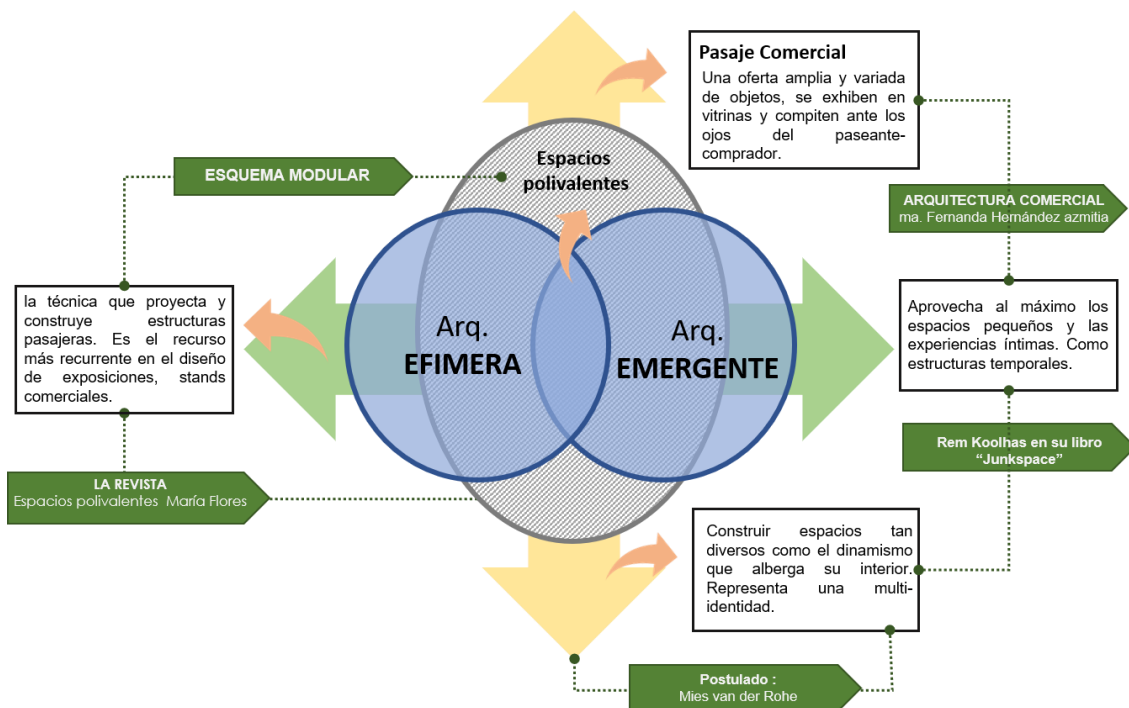 Pasaje Comercial
Una oferta amplia y variada
de objetos, se exhiben en
vitrinas y compiten ante los
ojos del paseante-
comprador.
Espacios
polivalentes
ESQUEMA MODULAR
ARQUITECTURA COMERCIAL
ma. Fernanda Hernández azmitia
la técnica que proyecta y
construye estructuras
pasajeras. Es el recurso
más recurrente en el diseño
de exposiciones, stands
comerciales.
Arq.
EFIMERA
Arq.
EMERGENTE
Aprovecha al máximo los
espacios pequeños y las
experiencias íntimas. Como
estructuras temporales.
Rem Koolhas en su libro
“Junkspace”
LA REVISTA
Espacios polivalentes María Flores
Construir espacios tan
diversos como el dinamismo
que alberga su interior.
Representa una multi-
identidad.
Postulado :
Mies van der Rohe